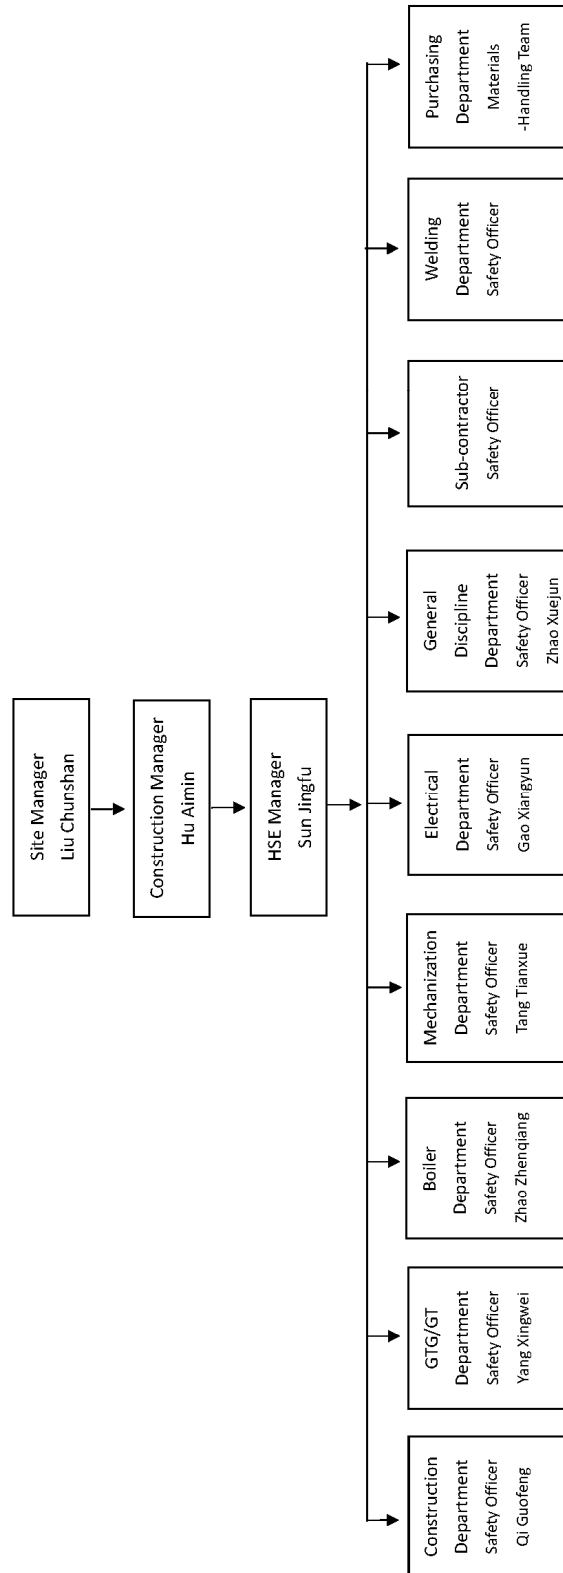 Site Manager
Liu Chunshan
Construction Manager
Hu Aimin
HSE Manager
Sun Jingfu
Construction
Department
Safety Officer
Qi Guofeng
GTG/GT
Department
Safety Officer
Yang Xingwei
Boiler
Department
Safety Officer
Zhao Zhenqiang
Mechanization
Department
Safety Officer
Tang Tianxue
Electrical
Department
Safety Officer
Gao Xiangyun
General
Discipline
Department
Safety Officer
Zhao Xuejun
Sub-contractor
Safety Officer
Welding
Department
Safety Officer
Purchasing
Department
Materials
-Handling Team